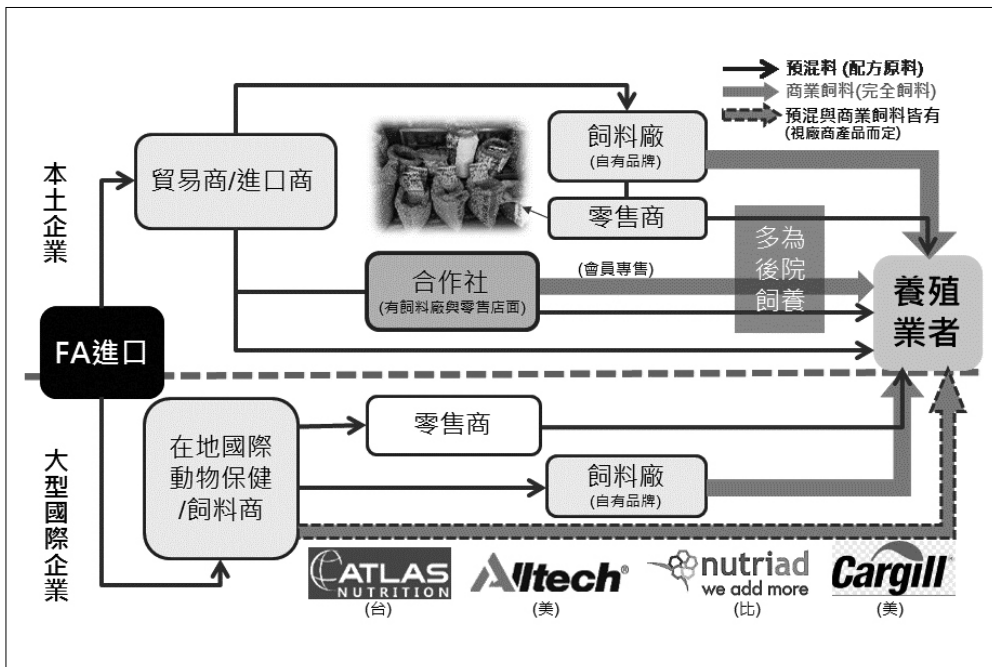 預混料 (配方原料)
商業飼料(完全飼料)
預混與商業飼料皆有
(視廠商產品而定)
本土企業
貿易商/進口商
飼料廠
(自有品牌)
零售商
多為
後院
飼養
合作社
(有飼料廠與零售店面)
(會員專售)
養殖
業者
FA進口
大型國際企業
在地國際
動物保健
/飼料商
零售商
飼料廠
(自有品牌)
ATLAS
NUTRITION
(台)
Alltech®
(美)
nutriad
we add more
(比)
Cargill
(美)